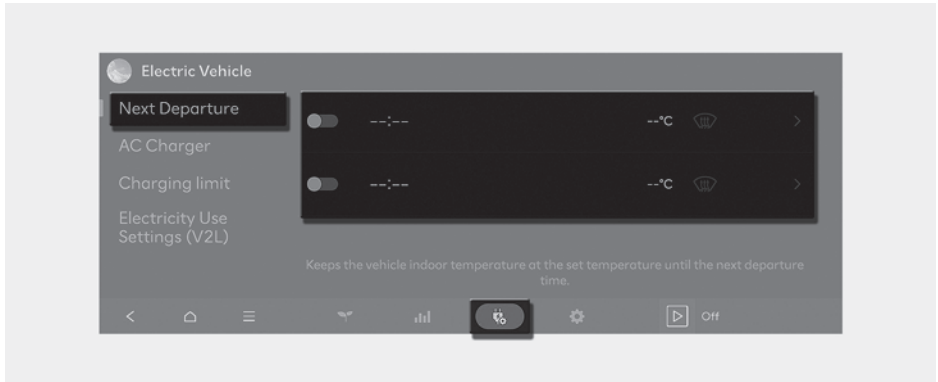 Electric Vehicle
Next Departure
--:--
--°C
AC Charger
Charging limit
--:--
--°C
Electricity Use
Settings (V2L)
Keeps the vehicle indoor temperature at the set temperature until the next departure
time.
Off